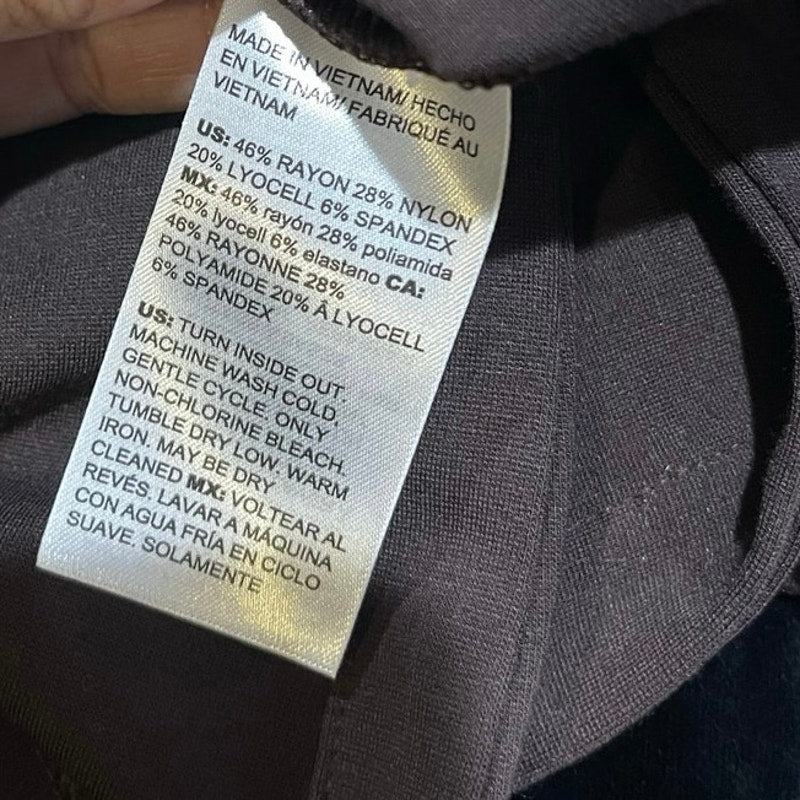 MADE IN VIETNAM/ HECHO
EN VIETNAM/ FABRIQUÉ AU
VIETNAM
US: 46% RAYON 28% NYLON
20% LYOCELL 6% SPANDEX
MX: 46% rayón 28% poliamida
20% lyocell 6% elastano CA:
46% RAYONNE 28%
POLYAMIDE 20% Â LYOCELL
6% SPANDEX
US: TURN INSIDE OUT.
MACHINE WASH COLD,
GENTLE CYCLE. ONLY
NON-CHLORINE BLEACH.
TUMBLE DRY LOW. WARM
IRON. MAY BE DRY
CLEANED MX: VOLTEAR AL
REVÉS. LAVAR A MÁQUINA
CON AGUA FRÍA EN CICLO
SUAVE. SOLAMENTE